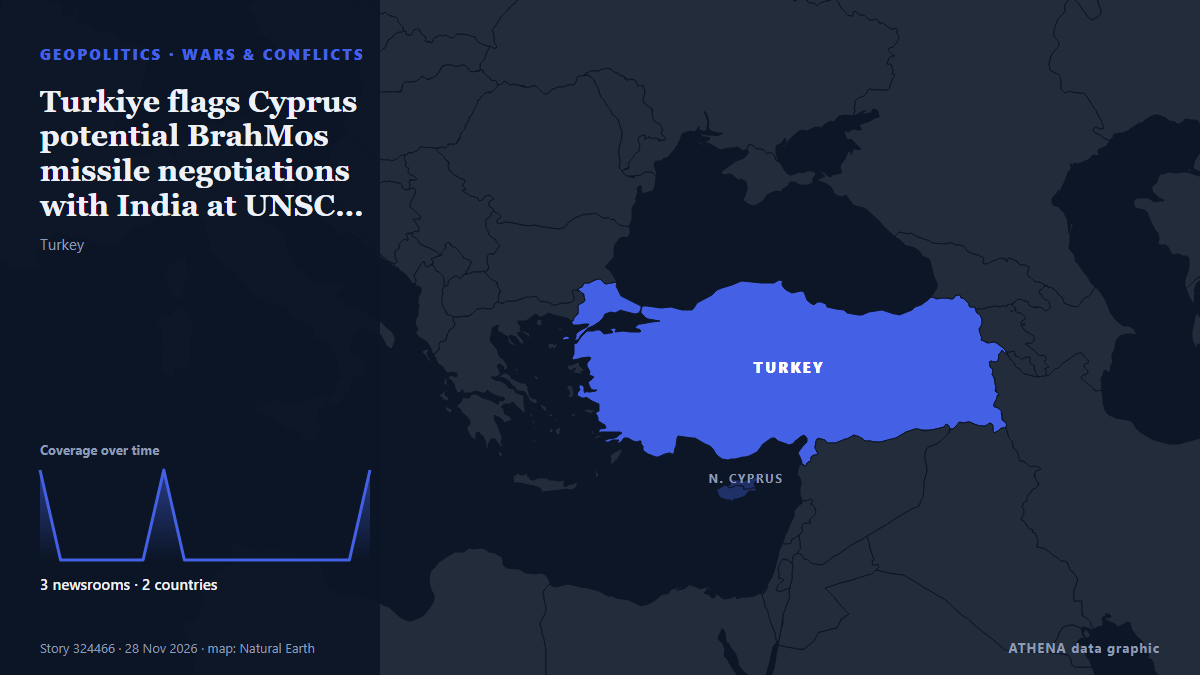 GEOPOLITICS · WARS & CONFLICTS
Turkiye flags Cyprus
potential BrahMos
missile negotiations
with India at UNSC...
Turkey
TURKEY
N. CYPRUS
Coverage over time
3 newsrooms · 2 countries
Story 324466 · 28 Nov 2026 · map: Natural Earth
ATHENA data graphic